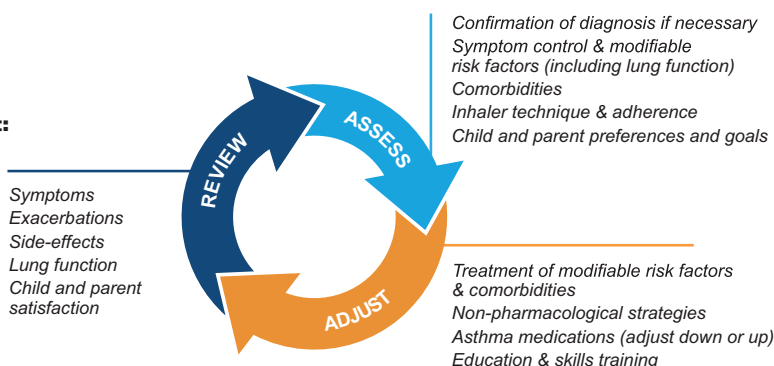 Confirmation of diagnosis if necessary
Symptom control & modifiable
risk factors (including lung function)
Comorbidities
Inhaler technique & adherence
Child and parent preferences and goals
ASSESS
REVIEW
Symptoms
Exacerbations
Side-effects
Lung function
Child and parent
satisfaction
ADJUST
Treatment of modifiable risk factors
& comorbidities
Non-pharmacological strategies
Asthma medications (adjust down or up)
Education & skills training